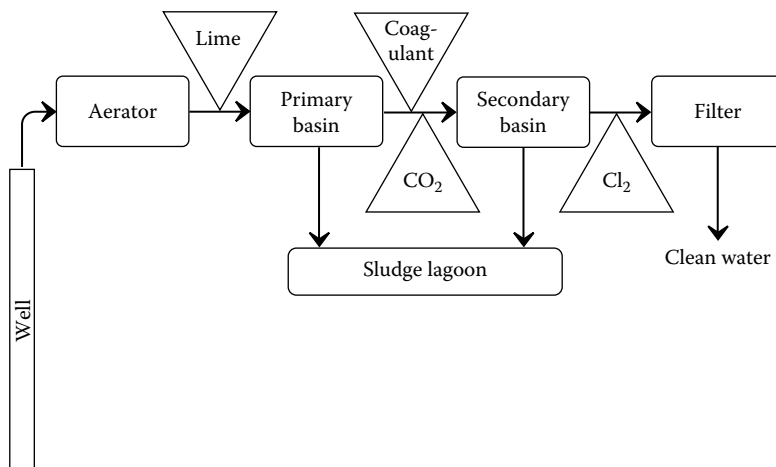 Lime
Coag-
ulant
Aerator
Primary
basin
Secondary
basin
Filter
CO₂
Cl₂
Sludge lagoon
Clean water
Well